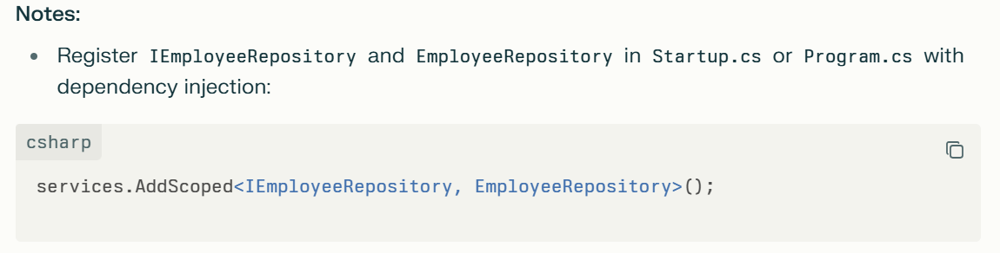 Notes:
• Register IEmployeeRepository and EmployeeRepository in Startup.cs or Program.cs with
dependency injection:
csharp
services.AddScoped<IEmployeeRepository, EmployeeRepository>();